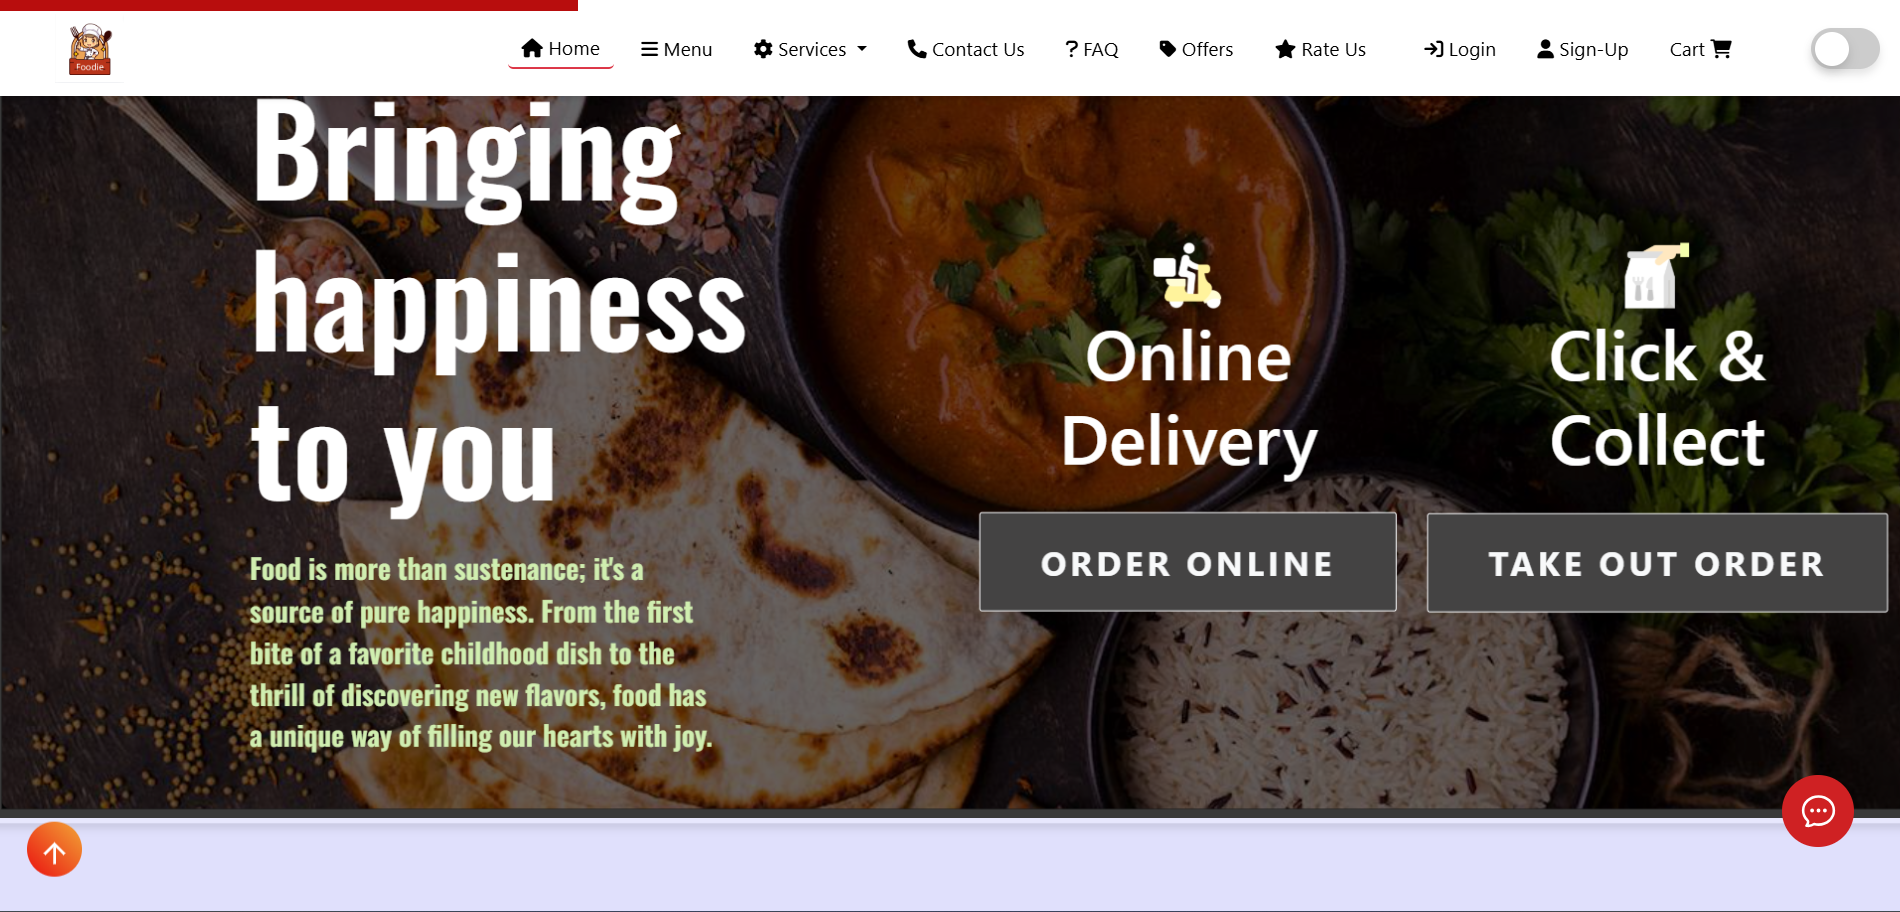 Foodie
Home Menu Services Contact Us FAQ Offers Rate Us Login Sign-Up Cart
Bringing
happiness
to you
Food is more than sustenance; it's a
source of pure happiness. From the first
bite of a favorite childhood dish to the
thrill of discovering new flavors, food has
a unique way of filling our hearts with joy.
Online
Delivery
ORDER ONLINE
Click &
Collect
TAKE OUT ORDER